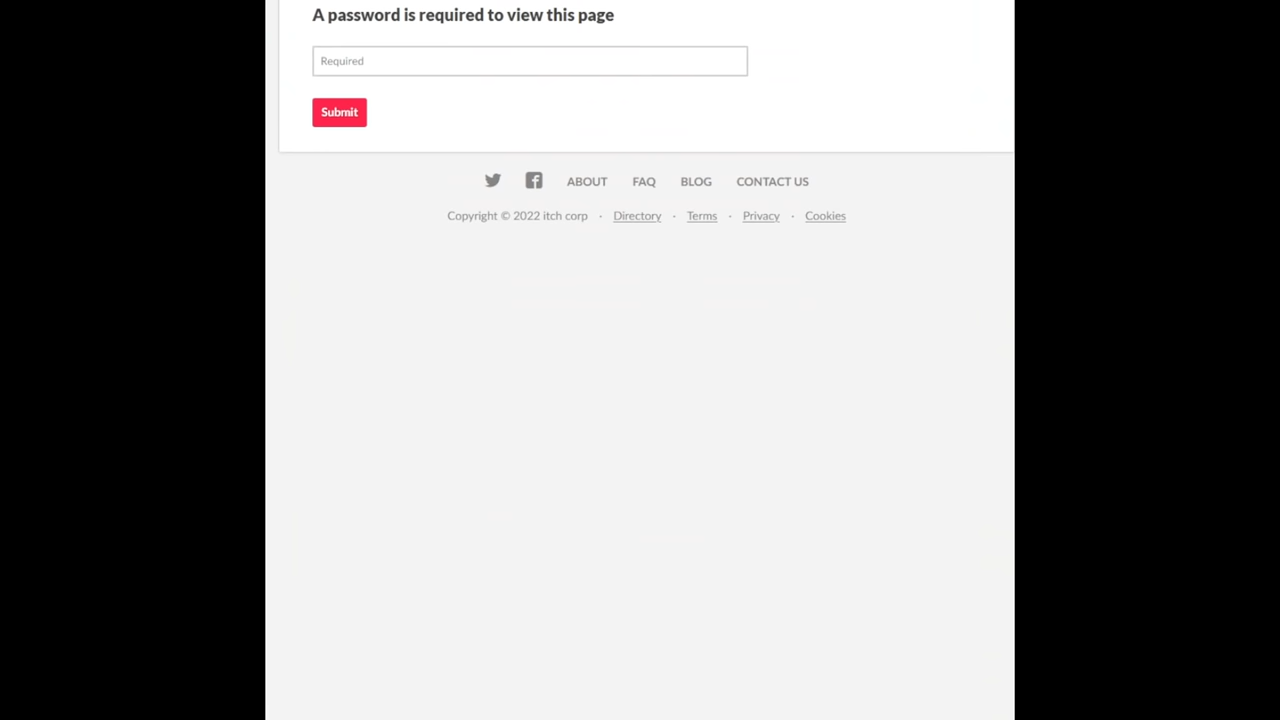 A password is required to view this page
Required
Submit
ABOUT FAQ BLOG CONTACT US
Copyright © 2022 itch corp · Directory · Terms · Privacy · Cookies